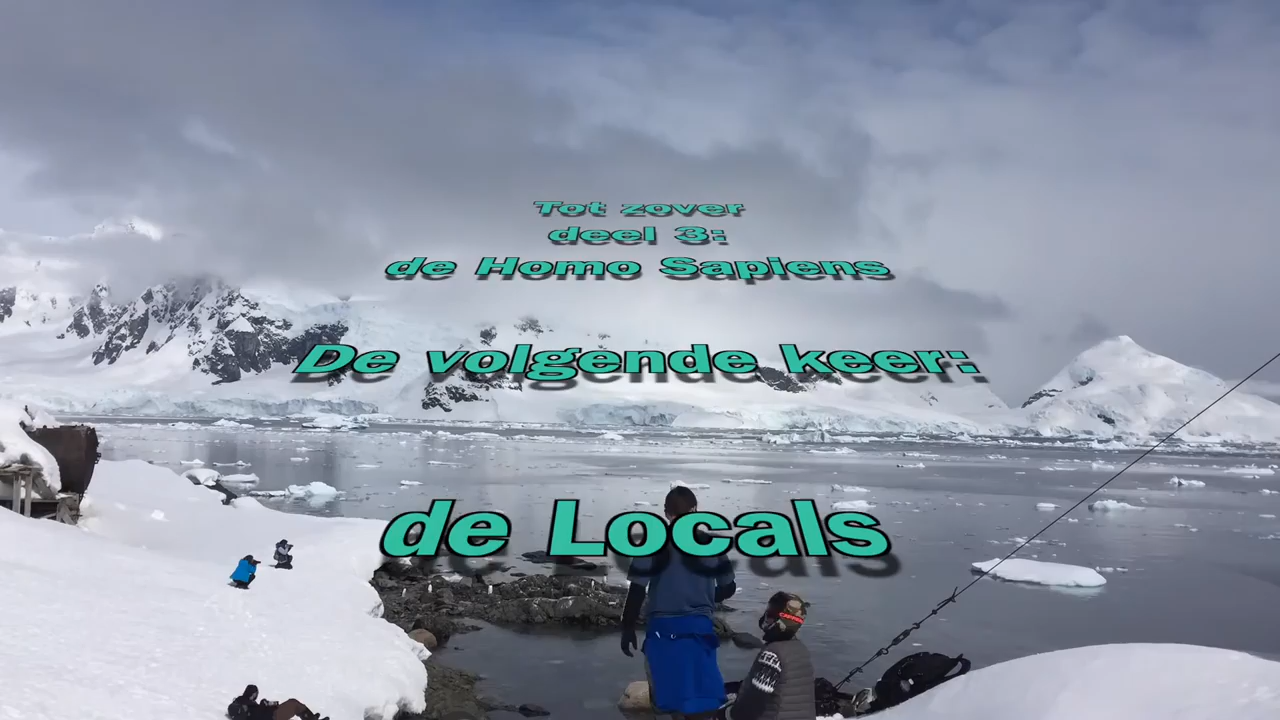 Tot zover
deel 3:
de Homo Sapiens
De volgende keer:
de Locals